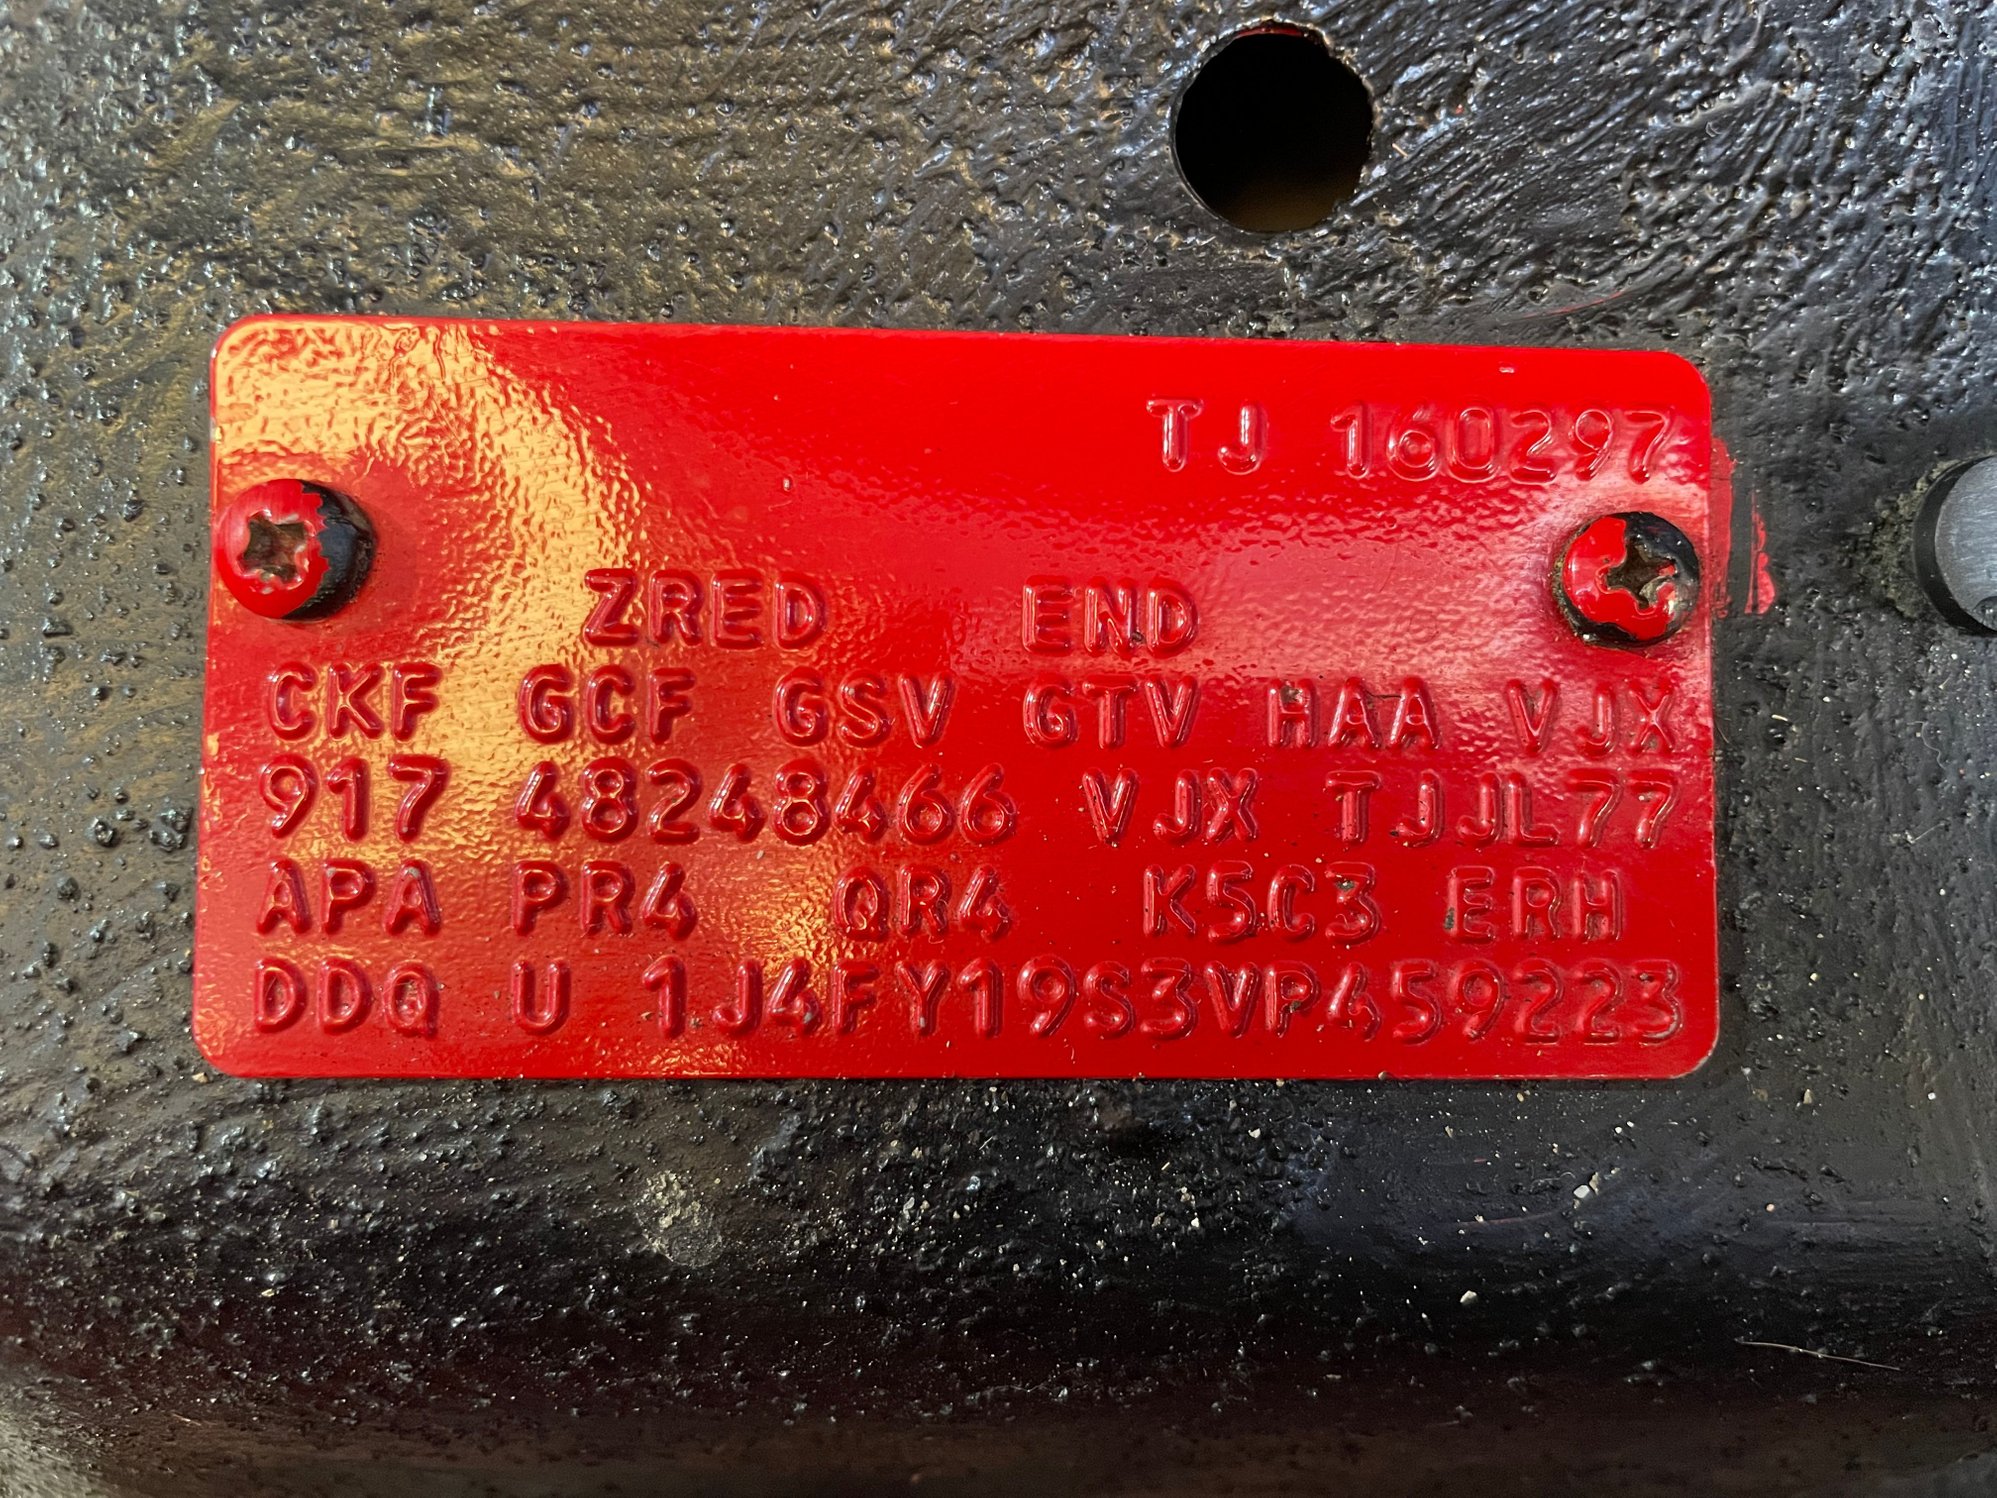 TJ 160297
ZRED END
CKF GCF GSV GTV HAA VJX
917 48248466 VJX TJJL77
APA PR4 QR4 K5C3 ERH
DDQ U 1J4FY19S3VP459223